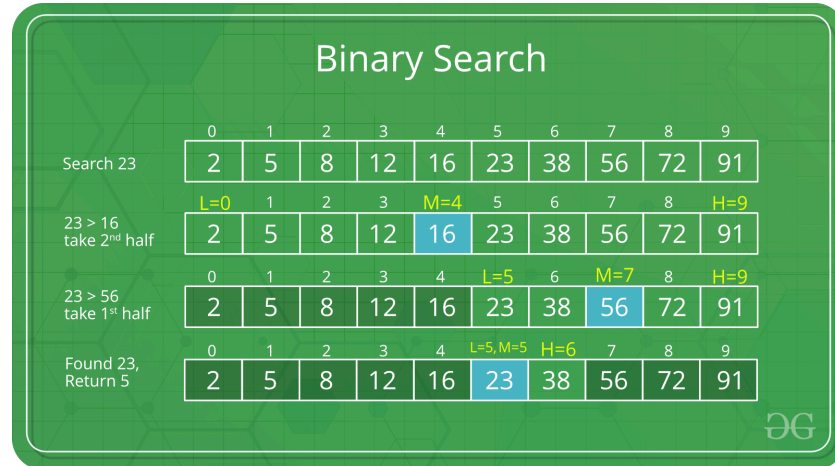 Binary Search
0 1 2 3 4 5 6 7 8 9
Search 23 2 5 8 12 16 23 38 56 72 91
L=0 1 2 3 M=4 5 6 7 8 H=9
23 > 16
take 2nd half 2 5 8 12 16 23 38 56 72 91
0 1 2 3 4 L=5 6 M=7 8 H=9
23 > 56
take 1st half 2 5 8 12 16 23 38 56 72 91
0 1 2 3 4 L=5, M=5 H=6 7 8 9
Found 23,
Return 5 2 5 8 12 16 23 38 56 72 91